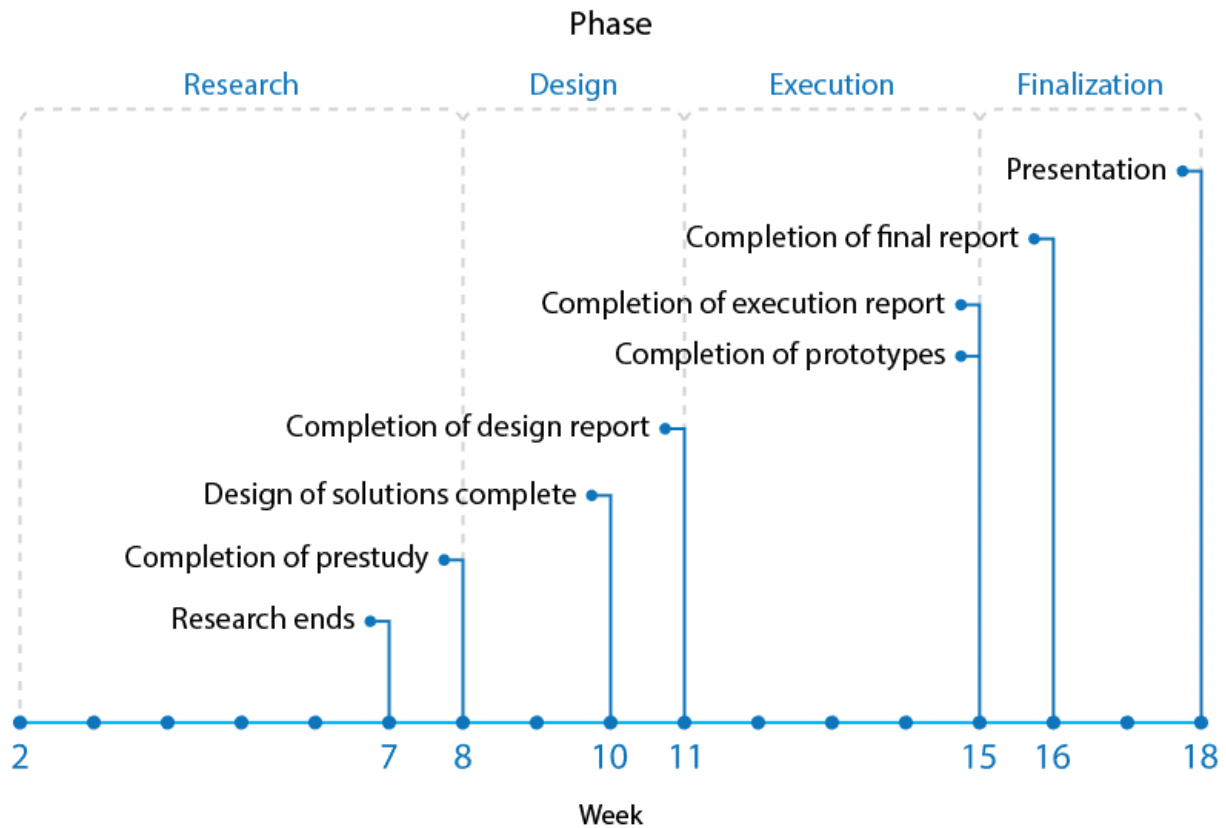 Phase
Research Design Execution Finalization
Presentation
Completion of final report
Completion of execution report
Completion of prototypes
Completion of design report
Design of solutions complete
Completion of prestudy
Research ends
2 7 8 10 11 15 16 18
Week